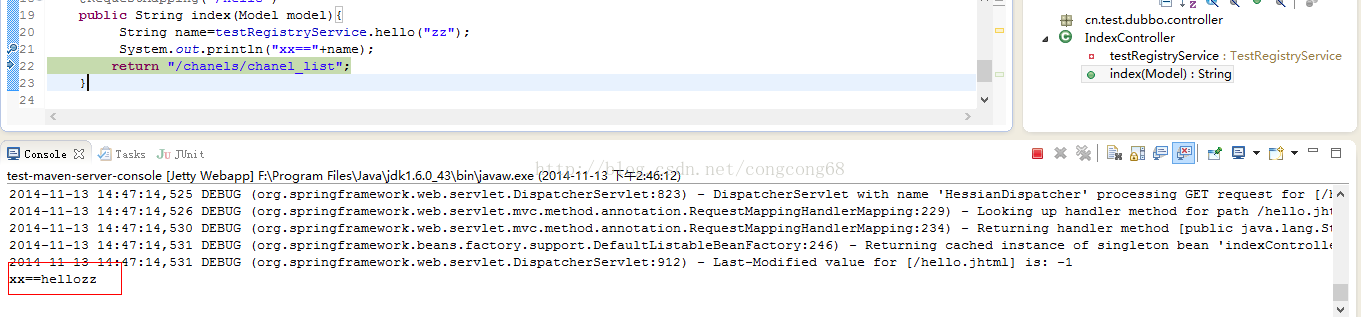 19 public String index(Model model){
20 String name=testRegistryService.hello("zz");
21 System.out.println("xx=="+name);
22 return "/chanels/chanel_list";
23 }
24
cn.test.dubbo.controller
IndexController
testRegistryService : TestRegistryService
index(Model) : String
Console Tasks JUnit
http://blog.csdn.net/congcong68
test-maven-server-console [Jetty Webapp] F:\Program Files\Java\jdk1.6.0_43\bin\javaw.exe (2014-11-13 下午2:46:12)
2014-11-13 14:47:14,525 DEBUG (org.springframework.web.servlet.DispatcherServlet:823) - DispatcherServlet with name 'HessianDispatcher' processing GET request for [/h
2014-11-13 14:47:14,526 DEBUG (org.springframework.web.servlet.mvc.method.annotation.RequestMappingHandlerMapping:229) - Looking up handler method for path /hello.jht
2014-11-13 14:47:14,530 DEBUG (org.springframework.web.servlet.mvc.method.annotation.RequestMappingHandlerMapping:234) - Returning handler method [public java.lang.St
2014-11-13 14:47:14,531 DEBUG (org.springframework.beans.factory.support.DefaultListableBeanFactory:246) - Returning cached instance of singleton bean 'indexControlle
2014-11-13 14:47:14,531 DEBUG (org.springframework.web.servlet.DispatcherServlet:912) - Last-Modified value for [/hello.jhtml] is: -1
xx==hellozz